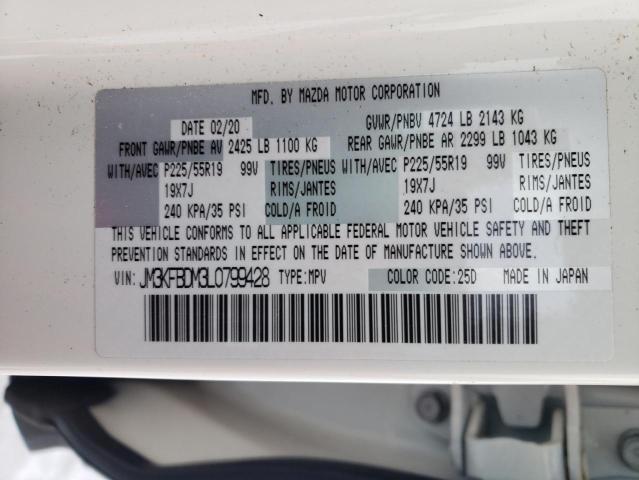 MFD. BY MAZDA MOTOR CORPORATION
DATE 02/20 GVWR/PNBV 4724 LB 2143 KG
FRONT GAWR/PNBE AV 2425 LB 1100 KG REAR GAWR/PNBE AR 2299 LB 1043 KG
WITH/AVEC P225/55R19 99V TIRES/PNEUS WITH/AVEC P225/55R19 99V TIRES/PNEUS
19X7J RIMS/JANTES 19X7J RIMS/JANTES
240 KPA/35 PSI COLD/A FROID 240 KPA/35 PSI COLD/A FROID
THIS VEHICLE CONFORMS TO ALL APPLICABLE FEDERAL MOTOR VEHICLE SAFETY AND THEFT
PREVENTION STANDARDS IN EFFECT ON THE DATE OF MANUFACTURE SHOWN ABOVE.
VIN: JM3KFBDM3L0799428 TYPE:MPV COLOR CODE:25D MADE IN JAPAN